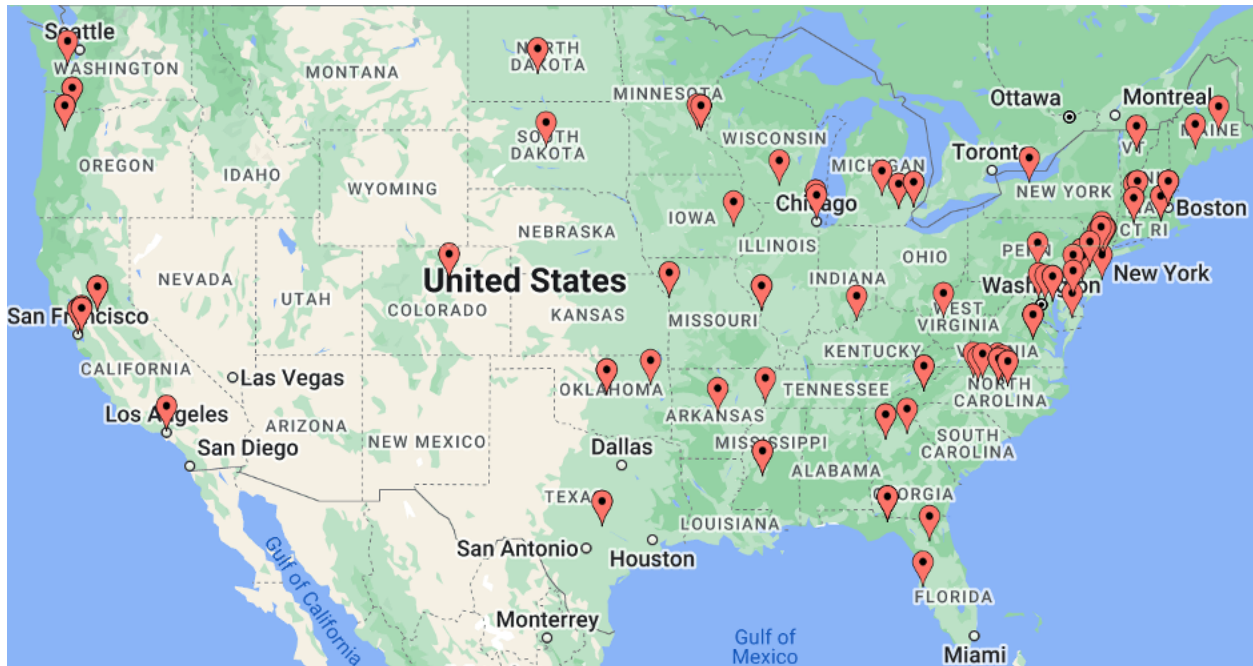 Seattle
WASHINGTON
MONTANA
NORTH
DAKOTA
MINNESOTA
Ottawa
Montreal
MAINE
OREGON
IDAHO
SOUTH
DAKOTA
WISCONSIN
MICHIGAN
Toront
VT
WYOMING
NEW YORK
IOWA
Chicago
Boston
NEBRASKA
ILLINOIS
PENN
CT RI
NEVADA
United States
INDIANA
OHIO
New York
UTAH
COLORADO
Washington
San Francisco
KANSAS
MISSOURI
WEST
VIRGINIA
CALIFORNIA
KENTUCKY
VIRGINIA
Las Vegas
OKLAHOMA
TENNESSEE
NORTH
CAROLINA
Los Angeles
ARIZONA
NEW MEXICO
ARKANSAS
San Diego
Dallas
MISSISSIPPI
SOUTH
CAROLINA
ALABAMA
TEXAS
GEORGIA
LOUISIANA
San Antonio
Houston
Gulf of California
FLORIDA
Monterrey
Gulf of
Mexico
Miami